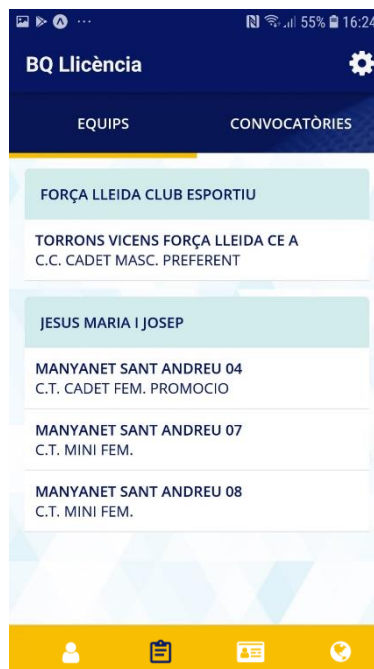 55% 16:24
BQ Llicència
EQUIPS CONVOCATÒRIES
FORÇA LLEIDA CLUB ESPORTIU
TORRONS VICENS FORÇA LLEIDA CE A
C.C. CADET MASC. PREFERENT
JESUS MARIA I JOSEP
MANYANET SANT ANDREU 04
C.T. CADET FEM. PROMOCIO
MANYANET SANT ANDREU 07
C.T. MINI FEM.
MANYANET SANT ANDREU 08
C.T. MINI FEM.